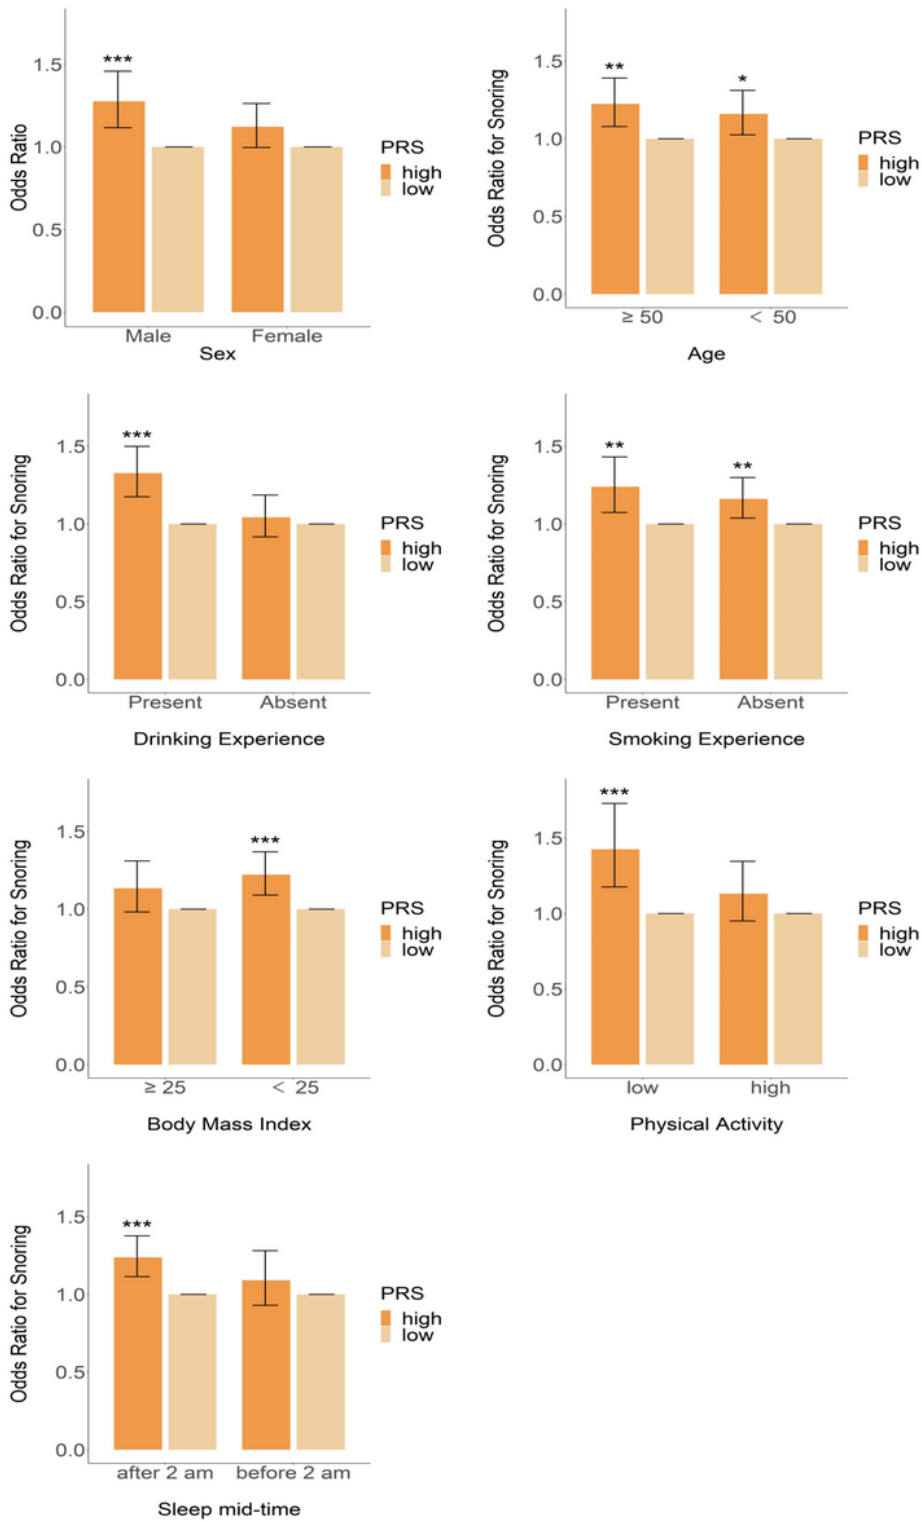 Odds Ratio
1.5
1.0
0.5
0.0
***
Male Female
Sex
PRS
high
low
Odds Ratio for Snoring
1.5
1.0
0.5
0.0
** *
≥ 50 < 50
Age
PRS
high
low
Odds Ratio for Snoring
1.5
1.0
0.5
0.0
***
Present Absent
Drinking Experience
PRS
high
low
Odds Ratio for Snoring
1.5
1.0
0.5
0.0
** **
Present Absent
Smoking Experience
PRS
high
low
Odds Ratio for Snoring
1.5
1.0
0.5
0.0
***
≥ 25 < 25
Body Mass Index
PRS
high
low
Odds Ratio for Snoring
1.5
1.0
0.5
0.0
***
low high
Physical Activity
PRS
high
low
Odds Ratio for Snoring
1.5
1.0
0.5
0.0
***
after 2 am before 2 am
Sleep mid-time
PRS
high
low